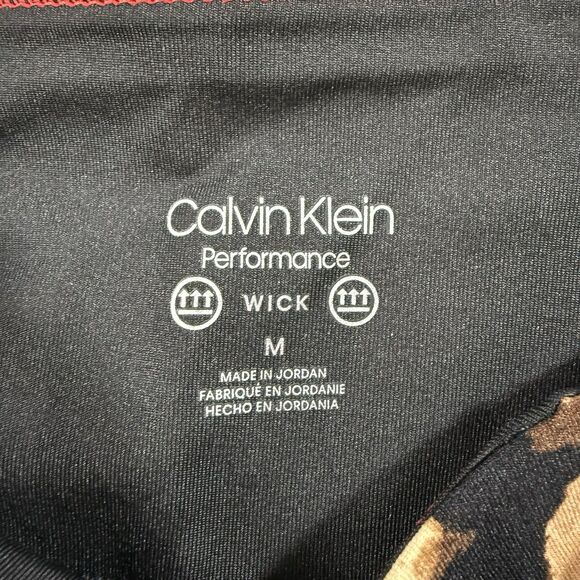 Calvin Klein
Performance
WICK
M
MADE IN JORDAN
FABRIQUÉ EN JORDANIE
HECHO EN JORDANIA